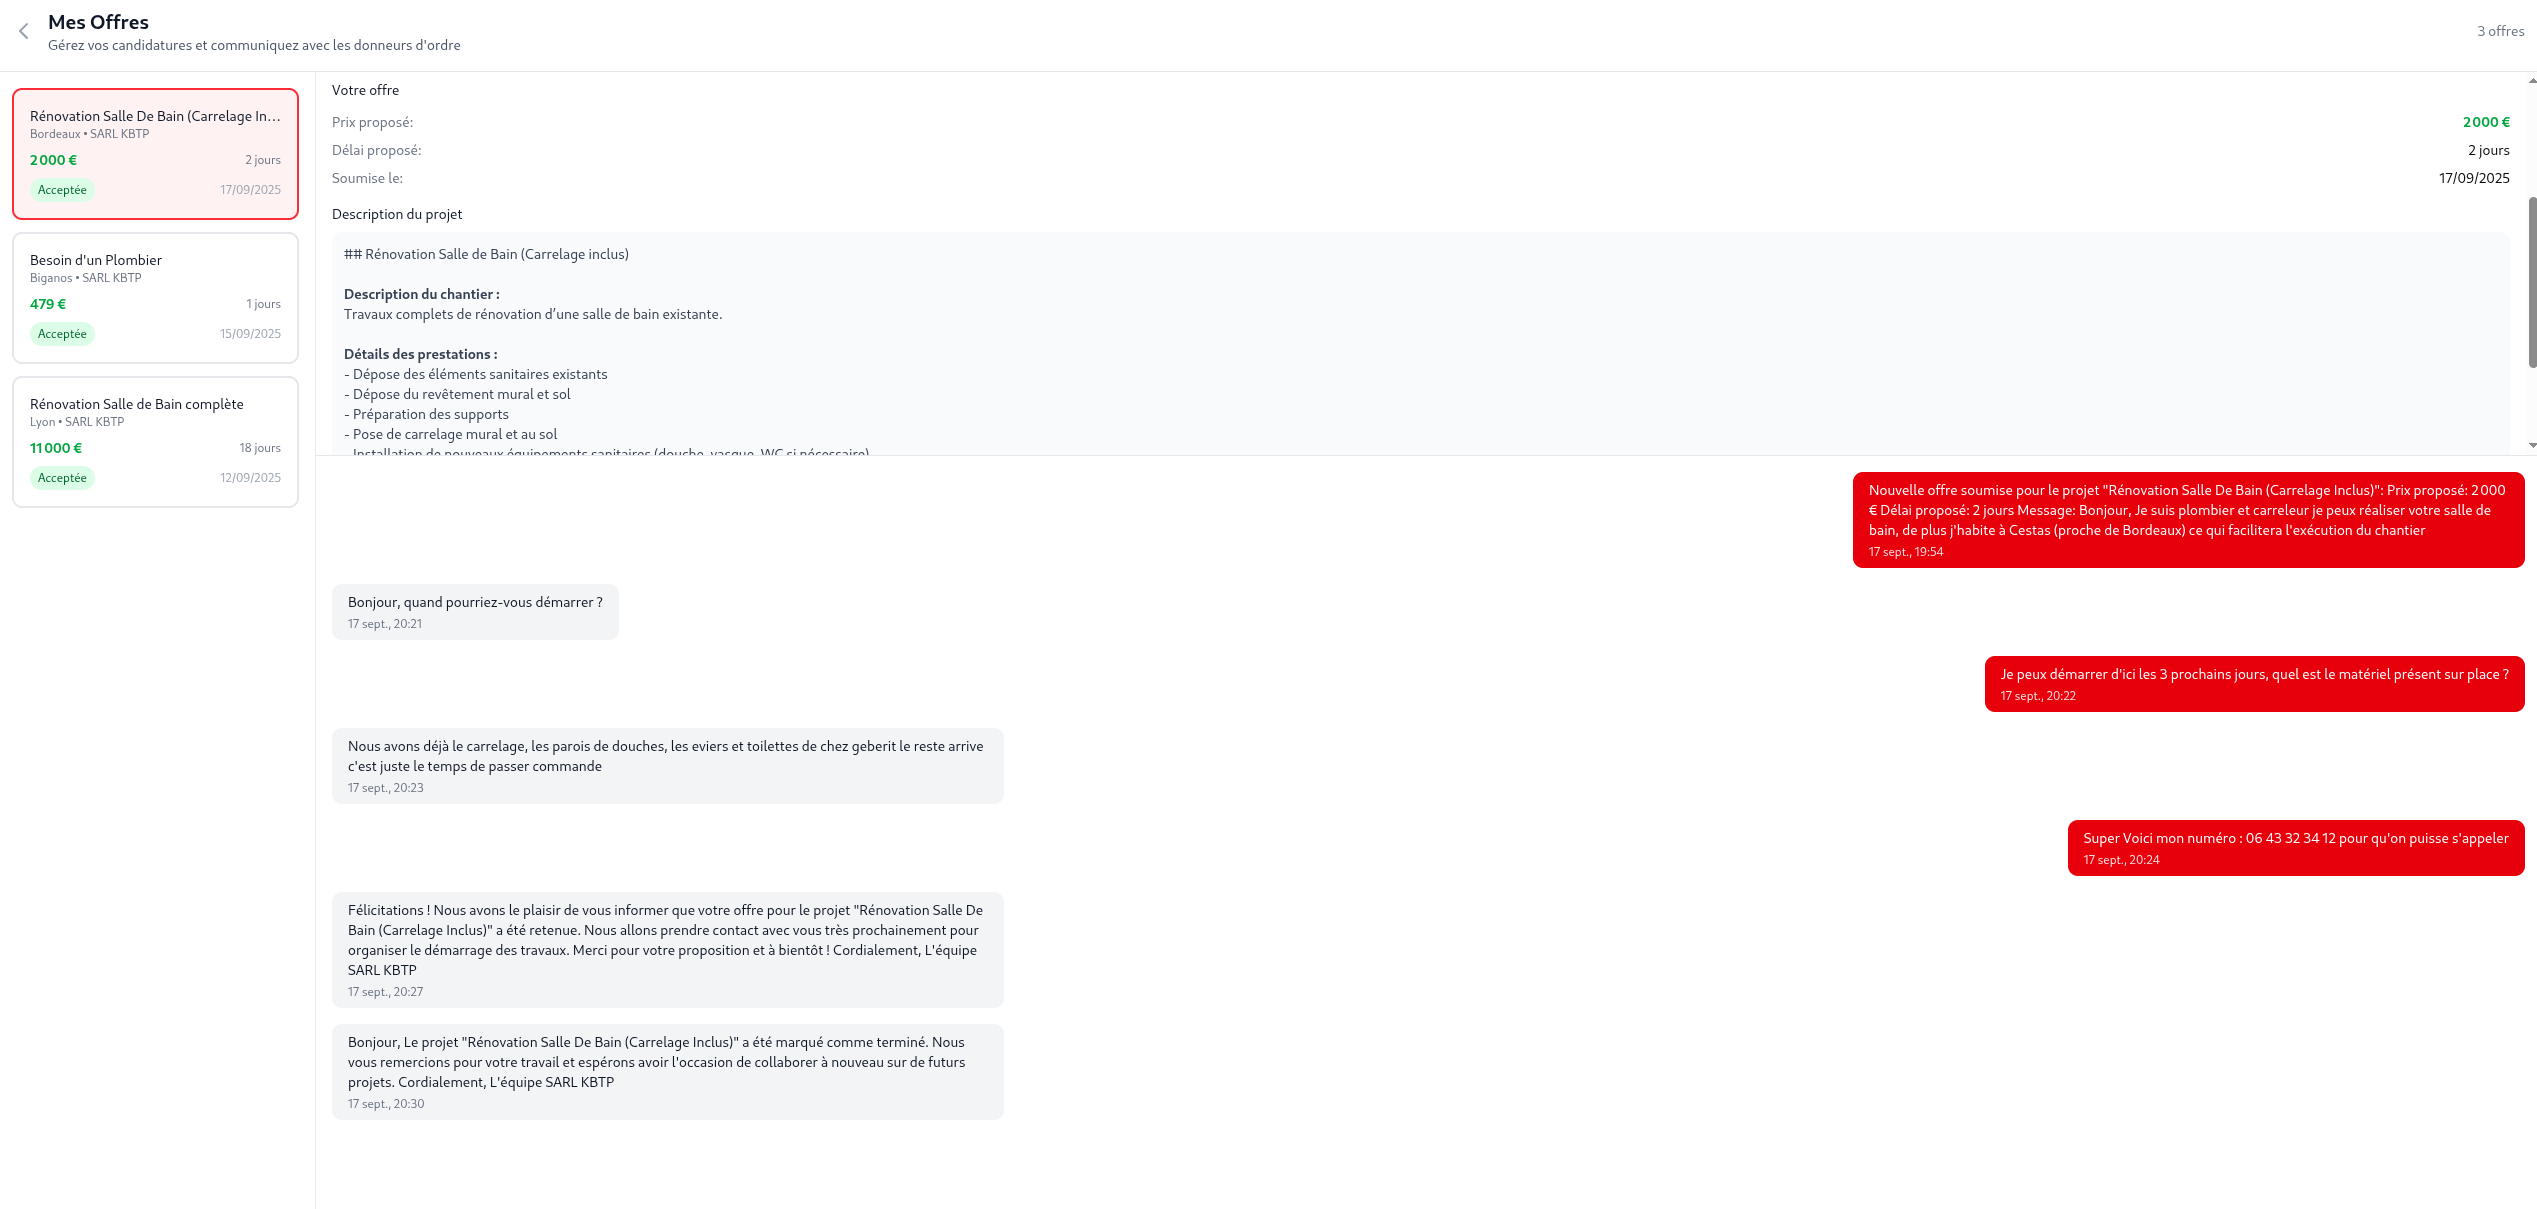 Mes Offres
Gérez vos candidatures et communiquez avec les donneurs d'ordre
3 offres
Rénovation Salle De Bain (Carrelage In...
Bordeaux • SARL KBTP
2 000 €
2 jours
Acceptée
17/09/2025
Besoin d'un Plombier
Biganos • SARL KBTP
479 €
1 jours
Acceptée
15/09/2025
Rénovation Salle de Bain complète
Lyon • SARL KBTP
11 000 €
18 jours
Acceptée
12/09/2025
Votre offre
Prix proposé:
2 000 €
Délai proposé:
2 jours
Soumise le:
17/09/2025
Description du projet
## Rénovation Salle de Bain (Carrelage inclus)
Description du chantier :
Travaux complets de rénovation d’une salle de bain existante.
Détails des prestations :
- Dépose des éléments sanitaires existants
- Dépose du revêtement mural et sol
- Préparation des supports
- Pose de carrelage mural et au sol
- Installation de nouveaux équipements sanitaires (douche, vasque, WC si nécessaire)
Nouvelle offre soumise pour le projet "Rénovation Salle De Bain (Carrelage Inclus)": Prix proposé: 2 000
€ Délai proposé: 2 jours Message: Bonjour, Je suis plombier et carreleur je peux réaliser votre salle de
bain, de plus j'habite à Cestas (proche de Bordeaux) ce qui facilitera l'exécution du chantier
17 sept., 19:54
Bonjour, quand pourriez-vous démarrer ?
17 sept., 20:21
Je peux démarrer d'ici les 3 prochains jours, quel est le matériel présent sur place ?
17 sept., 20:22
Nous avons déjà le carrelage, les parois de douches, les eviers et toilettes de chez geberit le reste arrive
c'est juste le temps de passer commande
17 sept., 20:23
Super Voici mon numéro : 06 43 32 34 12 pour qu'on puisse s'appeler
17 sept., 20:24
Félicitations ! Nous avons le plaisir de vous informer que votre offre pour le projet "Rénovation Salle De
Bain (Carrelage Inclus)" a été retenue. Nous allons prendre contact avec vous très prochainement pour
organiser le démarrage des travaux. Merci pour votre proposition et à bientôt ! Cordialement, L'équipe
SARL KBTP
17 sept., 20:27
Bonjour, Le projet "Rénovation Salle De Bain (Carrelage Inclus)" a été marqué comme terminé. Nous
vous remercions pour votre travail et espérons avoir l'occasion de collaborer à nouveau sur de futurs
projets. Cordialement, L'équipe SARL KBTP
17 sept., 20:30